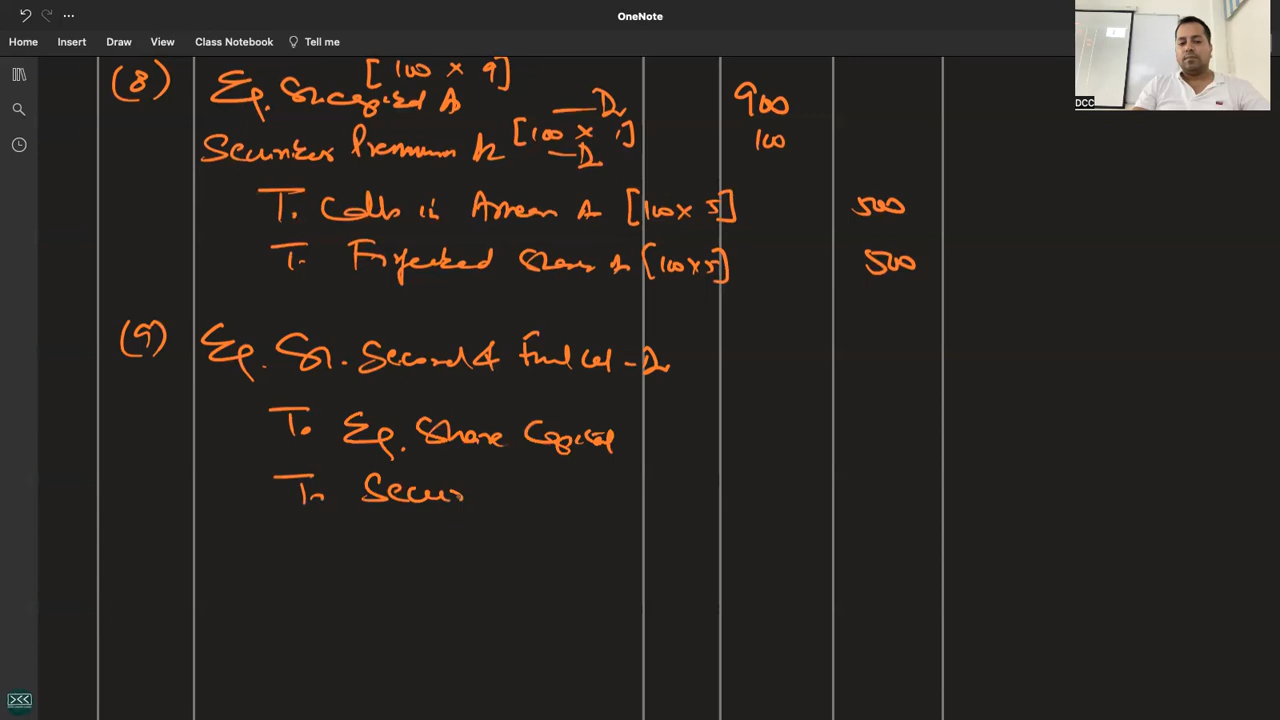 OneNote
Home Insert Draw View Class Notebook Tell me
DCC
(8) [100 × 9]
Eq. Sh. Capital A/c — Dr 900
Securities Premium A/c [100 × 1] — Dr 100
To Calls in Arrear A/c [100 × 5] 500
To Forfeited Share A/c [100 × 5] 500
(9) Eq. Sh. Second & Final Call - Dr
To Eq. Share Capital
To Secur